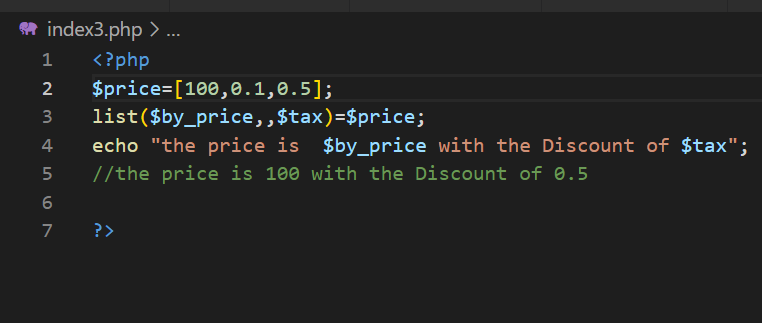 index3.php > ...
1 <?php
2 $price=[100,0.1,0.5];
3 list($by_price,,$tax)=$price;
4 echo "the price is  $by_price with the Discount of $tax";
5 //the price is 100 with the Discount of 0.5
6
7 ?>